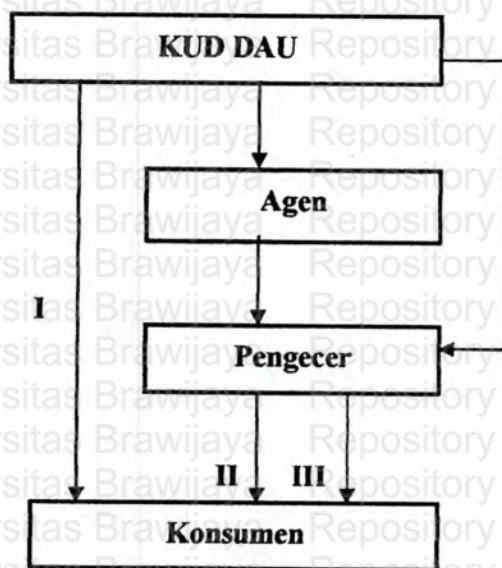 KUD DAU
Agen
I
Pengecer
II III
Konsumen